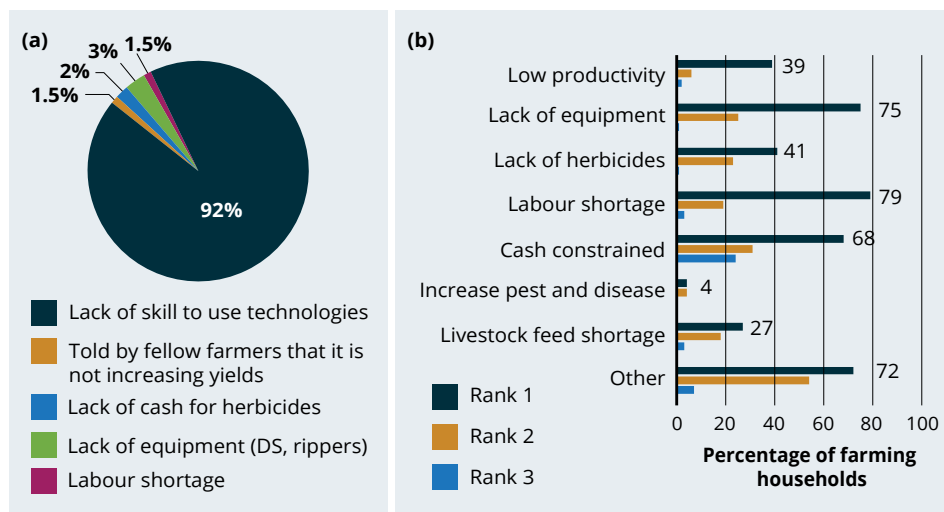 (a)
1.5%
3%
2%
1.5%
92%
Lack of skill to use technologies
Told by fellow farmers that it is
not increasing yields
Lack of cash for herbicides
Lack of equipment (DS, rippers)
Labour shortage
(b)
Low productivity 39
Lack of equipment 75
Lack of herbicides 41
Labour shortage 79
Cash constrained 68
Increase pest and disease 4
Livestock feed shortage 27
Other 72
Rank 1
Rank 2
Rank 3
0 20 40 60 80 100
Percentage of farming
households